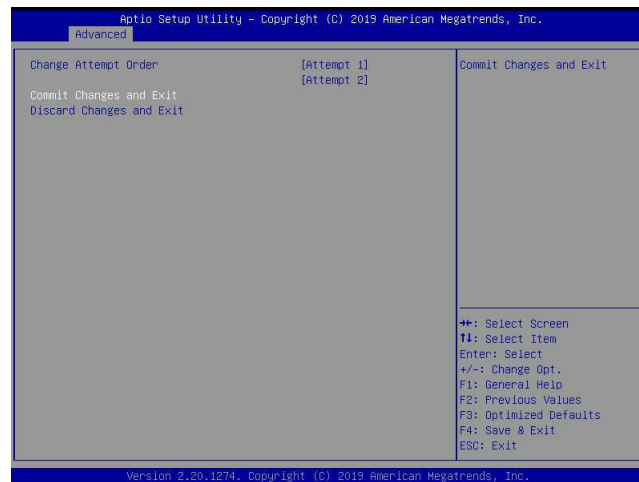 Aptio Setup Utility – Copyright (C) 2019 American Megatrends, Inc.
Advanced
Change Attempt Order [Attempt 1]
[Attempt 2]
Commit Changes and Exit
Discard Changes and Exit
Commit Changes and Exit
→←: Select Screen
↑↓: Select Item
Enter: Select
+/-: Change Opt.
F1: General Help
F2: Previous Values
F3: Optimized Defaults
F4: Save & Exit
ESC: Exit
Version 2.20.1274. Copyright (C) 2019 American Megatrends, Inc.